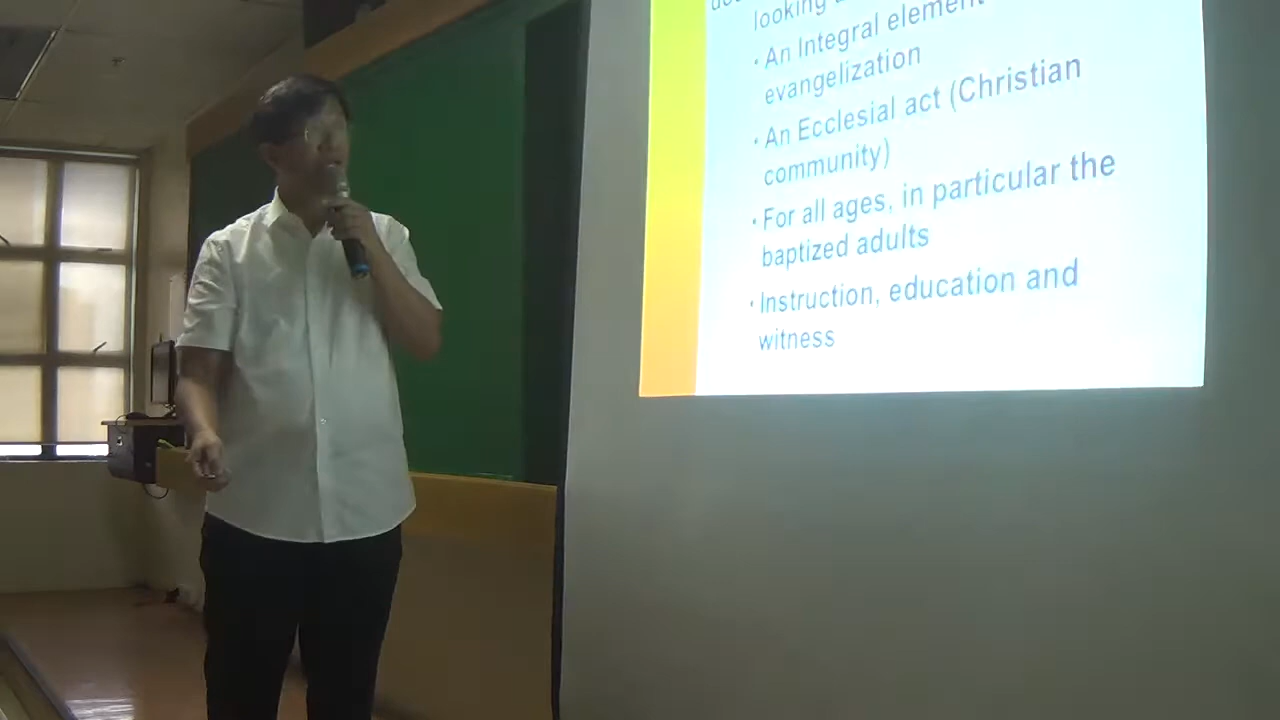 looking
· An Integral element
evangelization
· An Ecclesial act (Christian
community)
· For all ages, in particular the
baptized adults
· Instruction, education and
witness